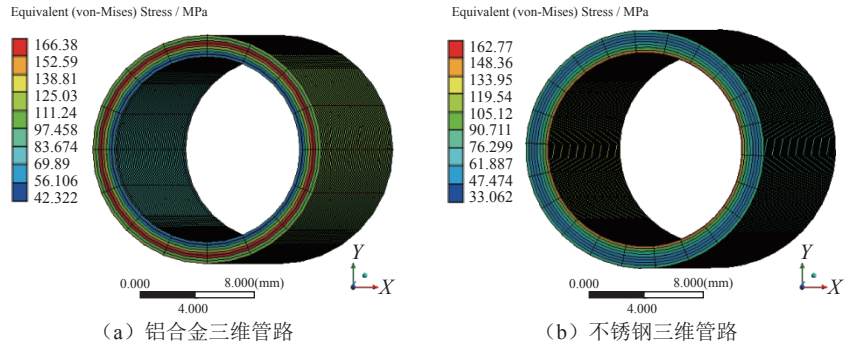 Equivalent (von-Mises) Stress / MPa
166.38
152.59
138.81
125.03
111.24
97.458
83.674
69.89
56.106
42.322
0.000
8.000(mm)
4.000
Y
X
(a) 铝合金三维管路
Equivalent (von-Mises) Stress / MPa
162.77
148.36
133.95
119.54
105.12
90.711
76.299
61.887
47.474
33.062
0.000
8.000(mm)
4.000
Y
X
(b) 不锈钢三维管路